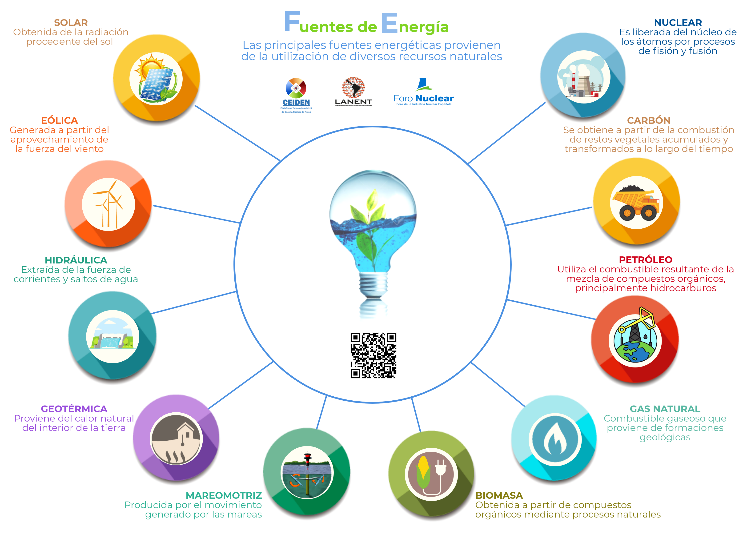 Fuentes de Energía
Las principales fuentes energéticas provienen
de la utilización de diversos recursos naturales
CEIDEN
LANENT
Foro Nuclear
SOLAR
Obtenida de la radiación
procedente del sol
EÓLICA
Generada a partir del
aprovechamiento de
la fuerza del viento
HIDRÁULICA
Extraída de la fuerza de
corrientes y saltos de agua
GEOTÉRMICA
Proviene del calor natural
del interior de la tierra
MAREOMOTRIZ
Producida por el movimiento
generado por las mareas
BIOMASA
Obtenida a partir de compuestos
orgánicos mediante procesos naturales
GAS NATURAL
Combustible gaseoso que
proviene de formaciones
geológicas
PETRÓLEO
Utiliza el combustible resultante de la
mezcla de compuestos orgánicos,
principalmente hidrocarburos
CARBÓN
Se obtiene a partir de la combustión
de restos vegetales acumulados y
transformados a lo largo del tiempo
NUCLEAR
Es liberada del núcleo de
los átomos por procesos
de fisión y fusión